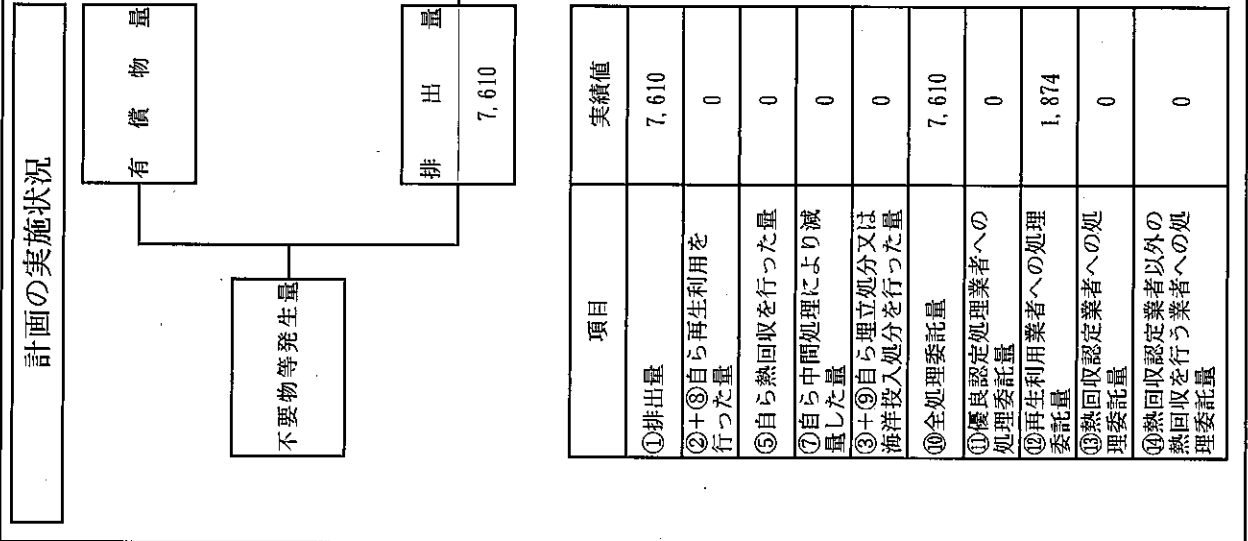 計画の実施状況
有償物量
不要物等発生量
排出量
7,610
項目 実績値
①排出量 7,610
②+⑧自ら再生利用を
行った量 0
⑤自ら熱回収を行った量 0
⑦自ら中間処理により減
量した量 0
③+⑨自ら埋立処分又は
海洋投入処分を行った量 0
⑩全処理委託量 7,610
⑪優良認定処理業者への
処理委託量 0
⑫再生利用業者への処理
委託量 1,874
⑬熱回収認定業者への処
理委託量 0
⑭熱回収認定業者以外の
熱回収を行う業者への処
理委託量 0